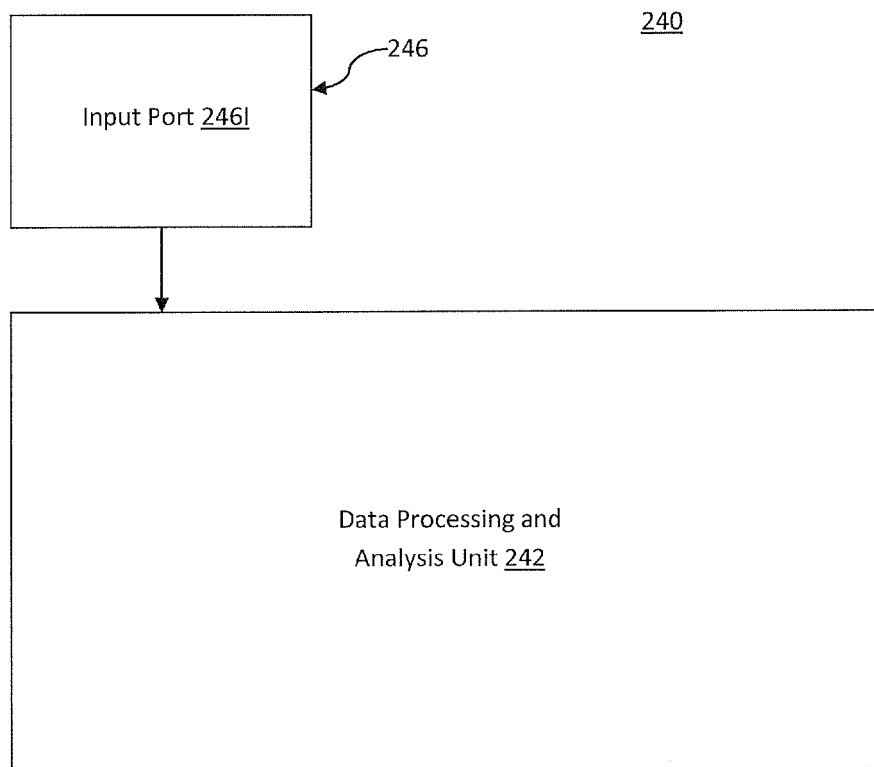 240
246
Input Port 246I
Data Processing and
Analysis Unit 242